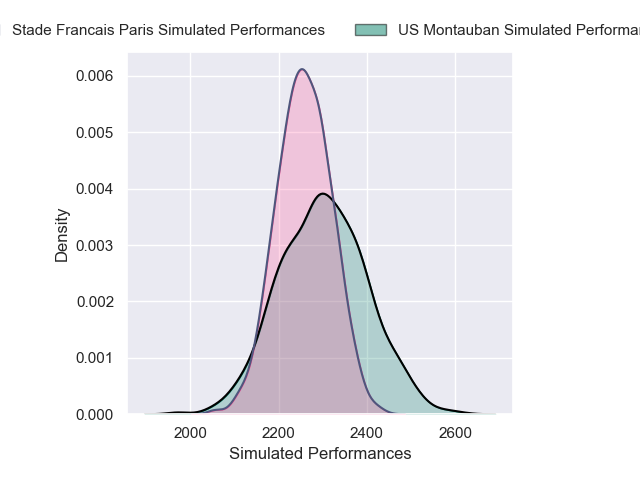 Stade Francais Paris Simulated Performances US Montauban Simulated
0.006
0.005
0.004
0.003
0.002
0.001
0.000
Density
2000 2200 2400 2600
Simulated Performances